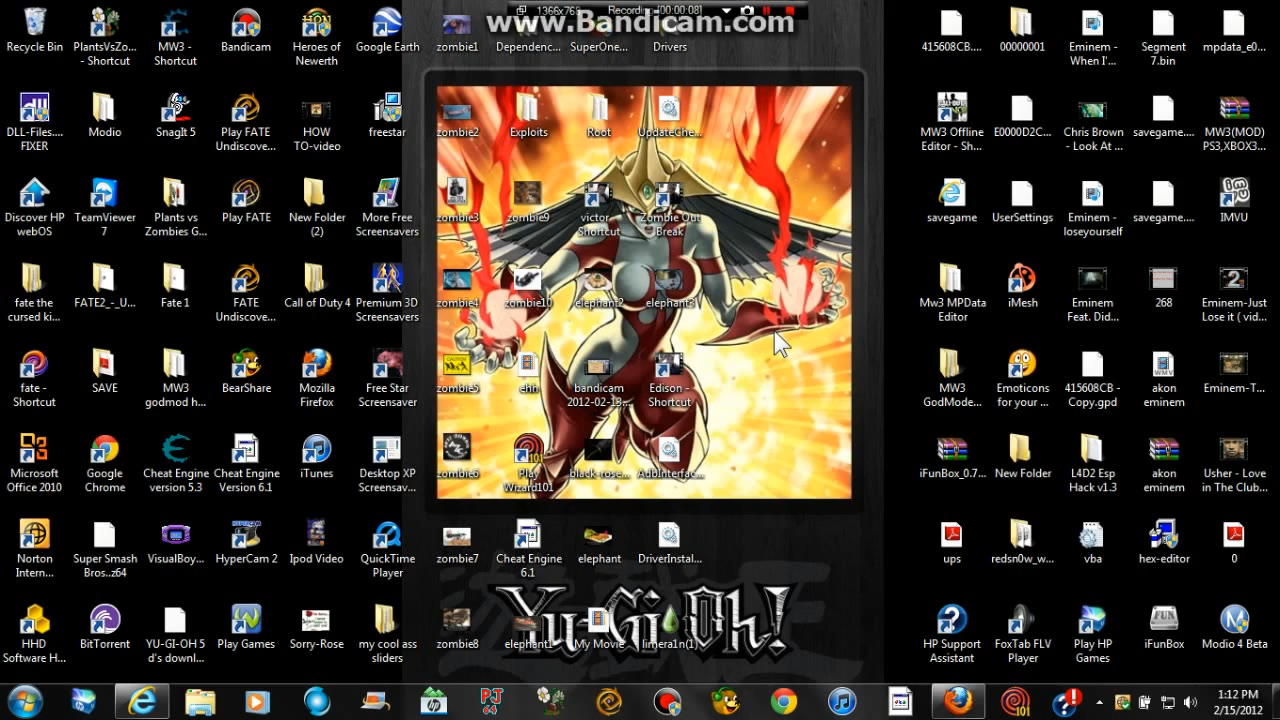 1366x768 Recording [00:00:08]
www.Bandicam.com
Recycle Bin
PlantsVsZo...
- Shortcut
MW3 -
Shortcut
Bandicam
Heroes of
Newerth
Google Earth
zombie1
Dependenc...
SuperOne...
Drivers
415608CB....
00000001
Eminem -
When I'...
Segment
7.bin
mpdata_e0...
DLL-Files....
FIXER
Modio
SnagIt 5
Play FATE
Undiscove...
HOW
TO-video
freestar
zombie2
Exploits
Root
UpdateChe...
MW3 Offline
Editor - Sh...
E0000D2C...
Chris Brown
- Look At ...
savegame....
MW3(MOD)
PS3,XBOX3...
Discover HP
webOS
TeamViewer
7
Plants vs
Zombies G...
Play FATE
New Folder
(2)
More Free
Screensavers
zombie3
zombie9
victor
Shortcut
Zombie Out
Break
savegame
UserSettings
Eminem -
loseyourself
savegame....
IMVU
fate the
cursed ki...
FATE2_-_U...
Fate 1
FATE
Undiscove...
Call of Duty 4
Premium 3D
Screensavers
zombie4
zombie10
elephant2
elephant3
Mw3 MPData
Editor
iMesh
Eminem
Feat. Did...
268
Eminem-Just
Lose it ( vid...
fate -
Shortcut
SAVE
MW3
godmod h...
BearShare
Mozilla
Firefox
Free Star
Screensaver
zombie5
ehh
bandicam
2012-02-13...
Edison -
Shortcut
MW3
GodMode...
Emoticons
for your ...
415608CB -
Copy.gpd
akon
eminem
Eminem-T...
Microsoft
Office 2010
Google
Chrome
Cheat Engine
version 5.3
Cheat Engine
Version 6.1
iTunes
Desktop XP
Screensav...
zombie6
Play
Wizard101
black-rose...
AdbInterfac...
iFunBox_0.7...
New Folder
L4D2 Esp
Hack v1.3
akon
eminem
Usher - Love
in The Club...
Norton
Intern...
Super Smash
Bros..z64
VisualBoy...
HyperCam 2
Ipod Video
QuickTime
Player
zombie7
Cheat Engine
6.1
elephant
DriverInstal...
ups
redsn0w_w...
vba
hex-editor
0
HHD
Software H...
BitTorrent
YU-GI-OH 5
d's downl...
Play Games
Sorry-Rose
my cool ass
sliders
zombie8
elephant1
My Movie
limera1n(1)
Yu-Gi-Oh!
HP Support
Assistant
FoxTab FLV
Player
Play HP
Games
iFunBox
Modio 4 Beta
1:12 PM
2/15/2012